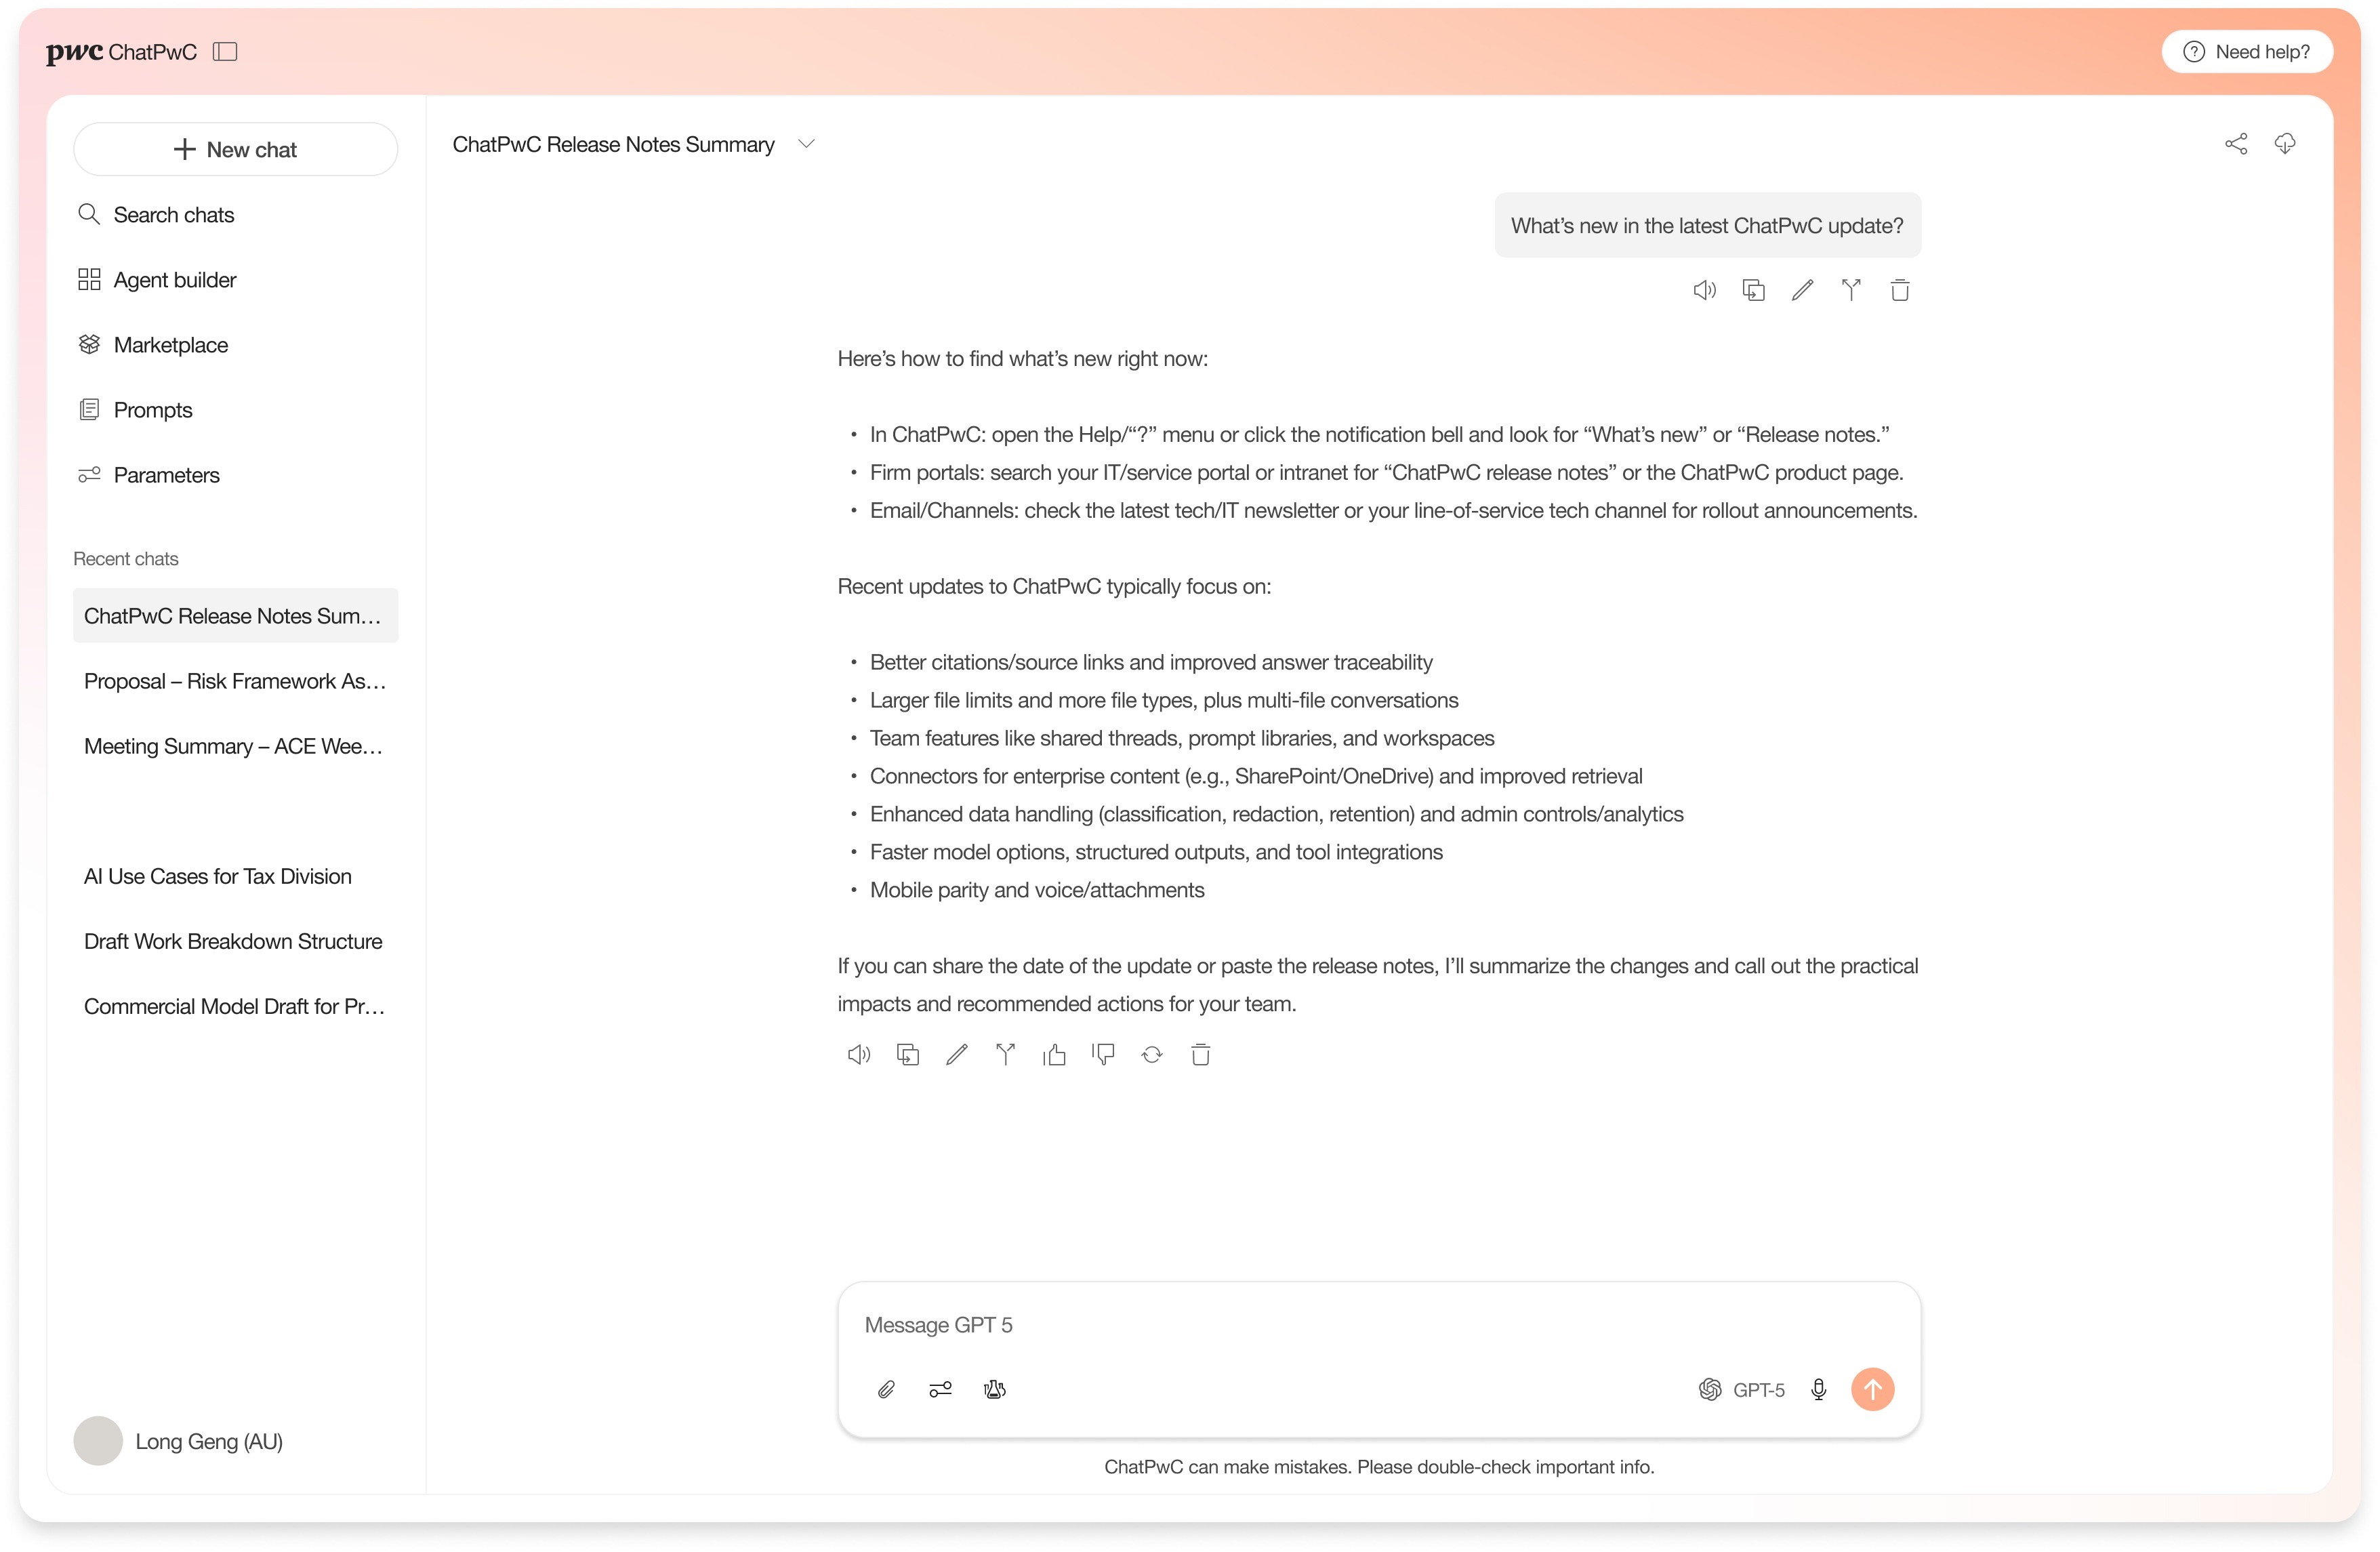 pwc ChatPwC
Need help?
New chat
Search chats
Agent builder
Marketplace
Prompts
Parameters
Recent chats
ChatPwC Release Notes Sum…
Proposal – Risk Framework As…
Meeting Summary – ACE Wee…
AI Use Cases for Tax Division
Draft Work Breakdown Structure
Commercial Model Draft for Pr…
Long Geng (AU)
ChatPwC Release Notes Summary
What’s new in the latest ChatPwC update?
Here’s how to find what’s new right now:
• In ChatPwC: open the Help/“?” menu or click the notification bell and look for “What’s new” or “Release notes.”
• Firm portals: search your IT/service portal or intranet for “ChatPwC release notes” or the ChatPwC product page.
• Email/Channels: check the latest tech/IT newsletter or your line-of-service tech channel for rollout announcements.
Recent updates to ChatPwC typically focus on:
• Better citations/source links and improved answer traceability
• Larger file limits and more file types, plus multi-file conversations
• Team features like shared threads, prompt libraries, and workspaces
• Connectors for enterprise content (e.g., SharePoint/OneDrive) and improved retrieval
• Enhanced data handling (classification, redaction, retention) and admin controls/analytics
• Faster model options, structured outputs, and tool integrations
• Mobile parity and voice/attachments
If you can share the date of the update or paste the release notes, I’ll summarize the changes and call out the practical
impacts and recommended actions for your team.
Message GPT 5
GPT-5
ChatPwC can make mistakes. Please double-check important info.